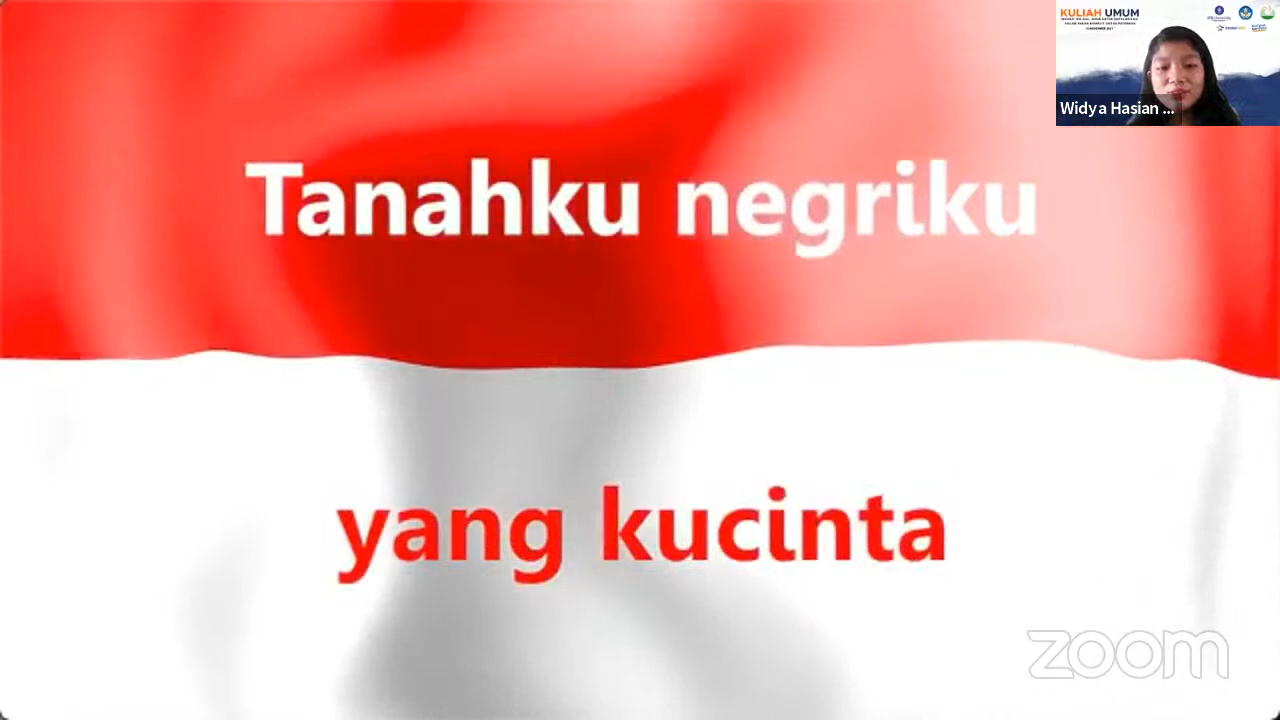 KULIAH UMUM
Tanahku negriku
yang kucinta
Widya Hasian ...
zoom